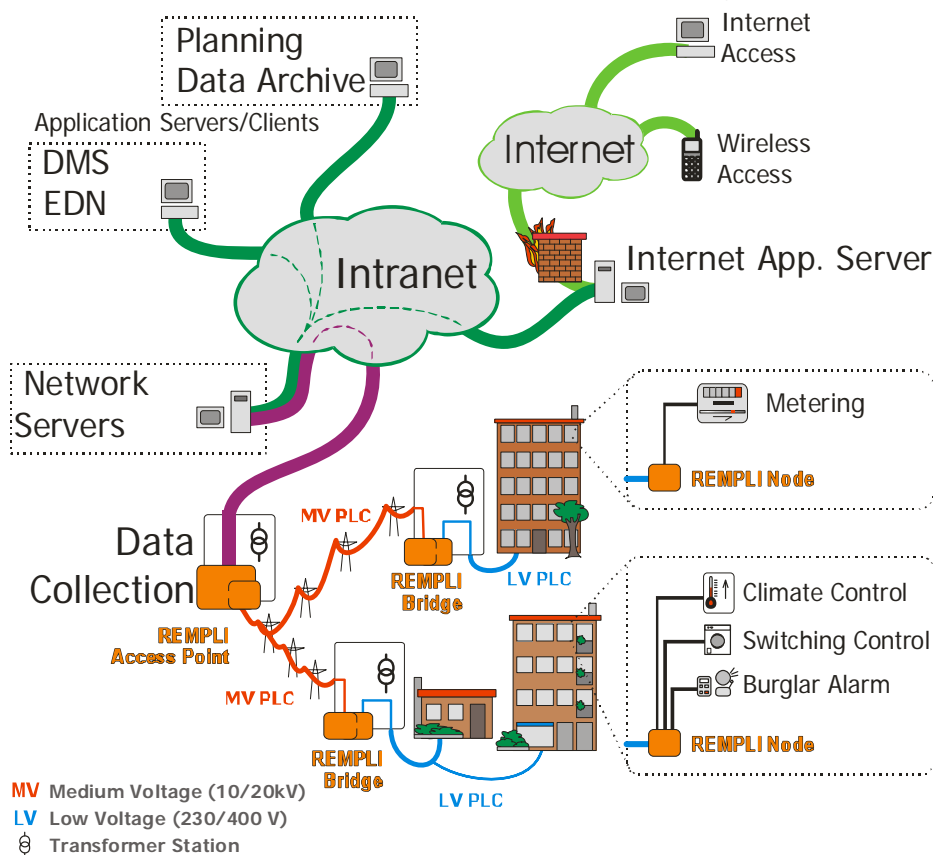 Planning
Data Archive
Application Servers/Clients
DMS
EDN
Internet
Access
Internet
Wireless
Access
Intranet
Internet App. Server
Network
Servers
Metering
REMPLI Node
MV PLC
Data
Collection
REMPLI
Bridge
LV PLC
REMPLI
Access Point
Climate Control
Switching Control
Burglar Alarm
REMPLI Node
MV PLC
REMPLI
Bridge
LV PLC
MV Medium Voltage (10/20kV)
LV Low Voltage (230/400 V)
Transformer Station